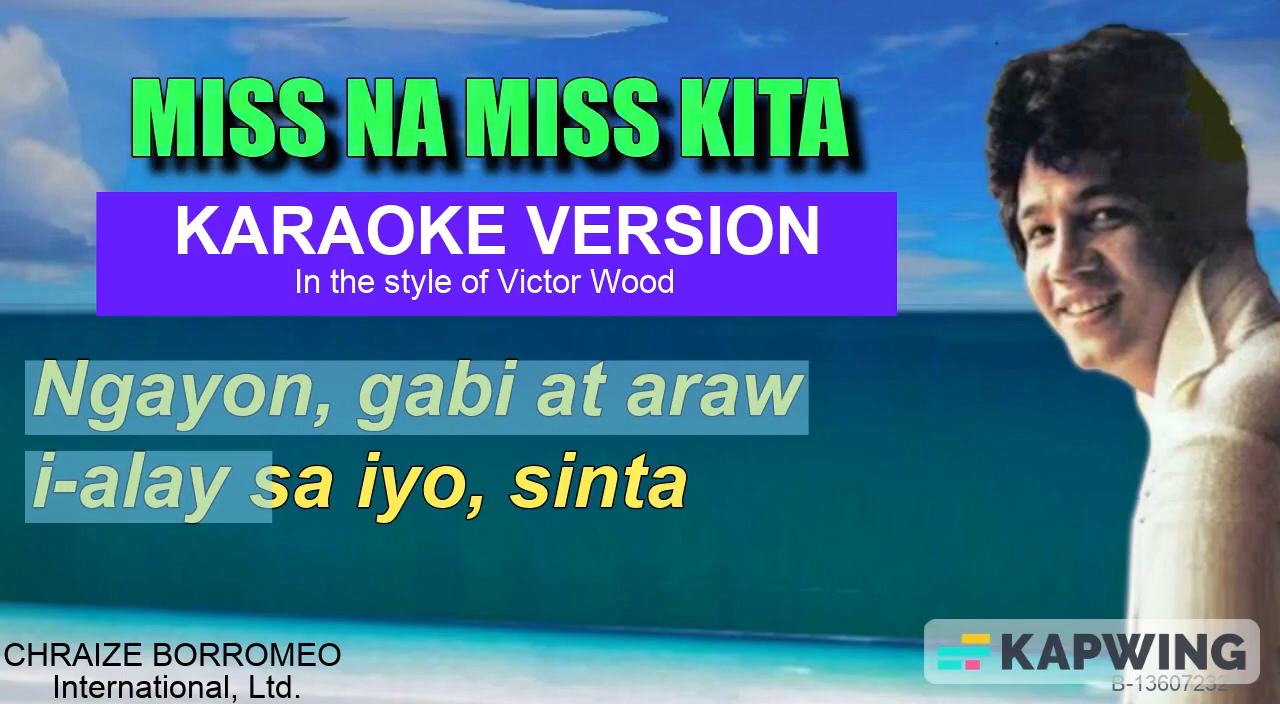 MISS NA MISS KITA
KARAOKE VERSION
In the style of Victor Wood
Ngayon, gabi at araw
i-alay sa iyo, sinta
CHRAIZE BORROMEO
International, Ltd.
KAPWING
B-13607232